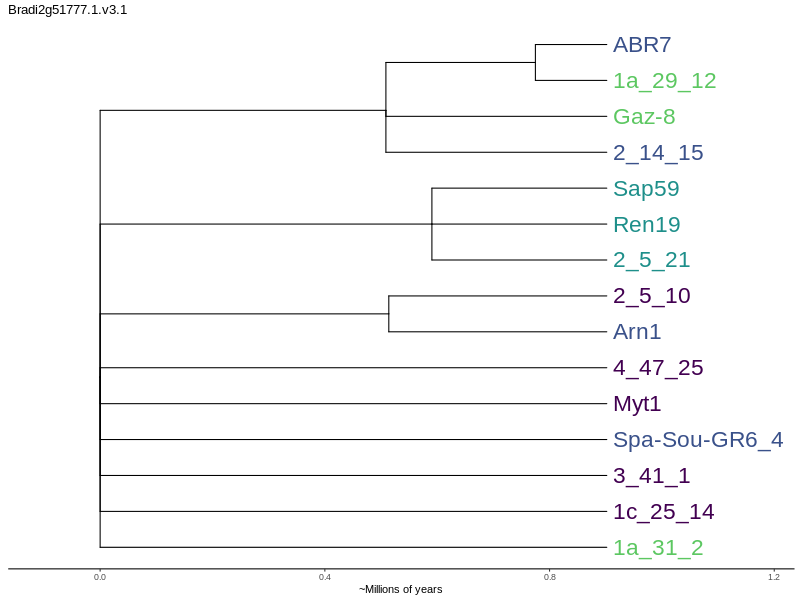 Bradi2g51777.1.v3.1
ABR7
1a_29_12
Gaz-8
2_14_15
Sap59
Ren19
2_5_21
2_5_10
Arn1
4_47_25
Myt1
Spa-Sou-GR6_4
3_41_1
1c_25_14
1a_31_2
0.0 0.4 0.8 1.2
~Millions of years